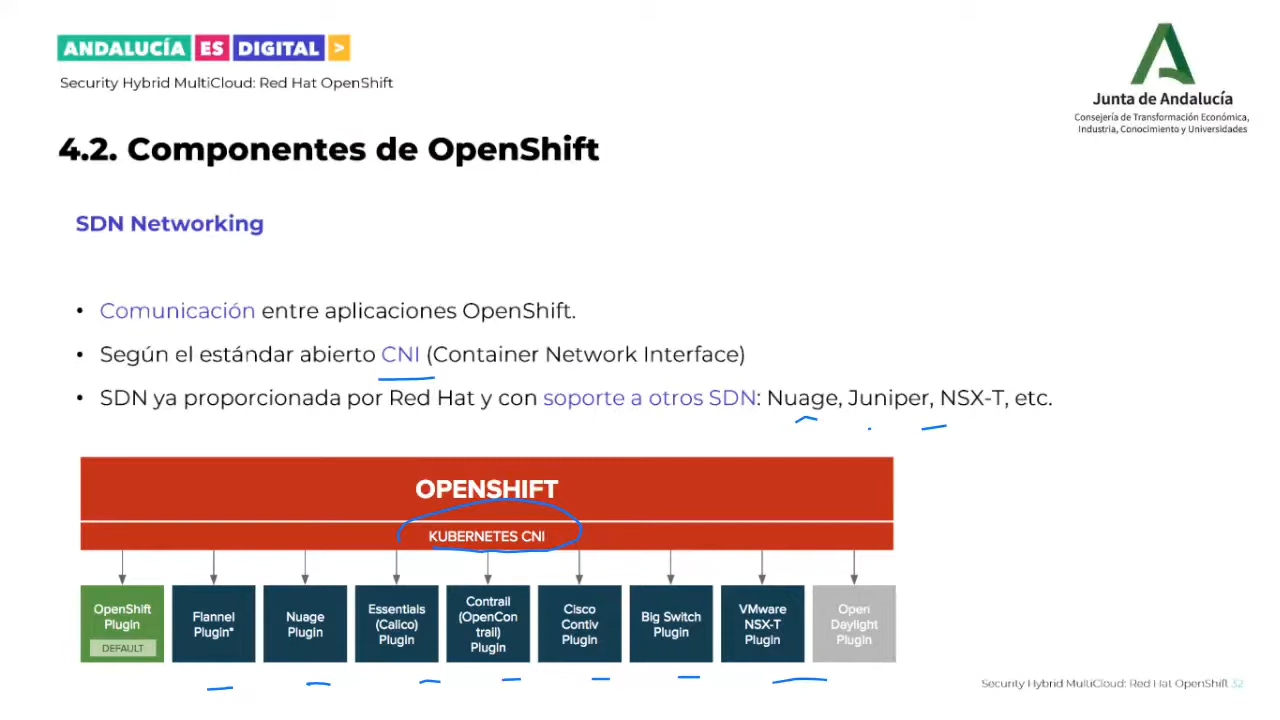 ANDALUCÍA ES DIGITAL >
Security Hybrid MultiCloud: Red Hat OpenShift
Junta de Andalucía
Consejería de Transformación Económica,
Industria, Conocimiento y Universidades
4.2. Componentes de OpenShift
SDN Networking
• Comunicación entre aplicaciones OpenShift.
• Según el estándar abierto CNI (Container Network Interface)
• SDN ya proporcionada por Red Hat y con soporte a otros SDN: Nuage, Juniper, NSX-T, etc.
OPENSHIFT
KUBERNETES CNI
OpenShift
Plugin
DEFAULT
Flannel
Plugin*
Nuage
Plugin
Essentials
(Calico)
Plugin
Contrail
(OpenCon
trail)
Plugin
Cisco
Contiv
Plugin
Big Switch
Plugin
VMware
NSX-T
Plugin
Open
Daylight
Plugin
Security Hybrid MultiCloud: Red Hat OpenShift 32